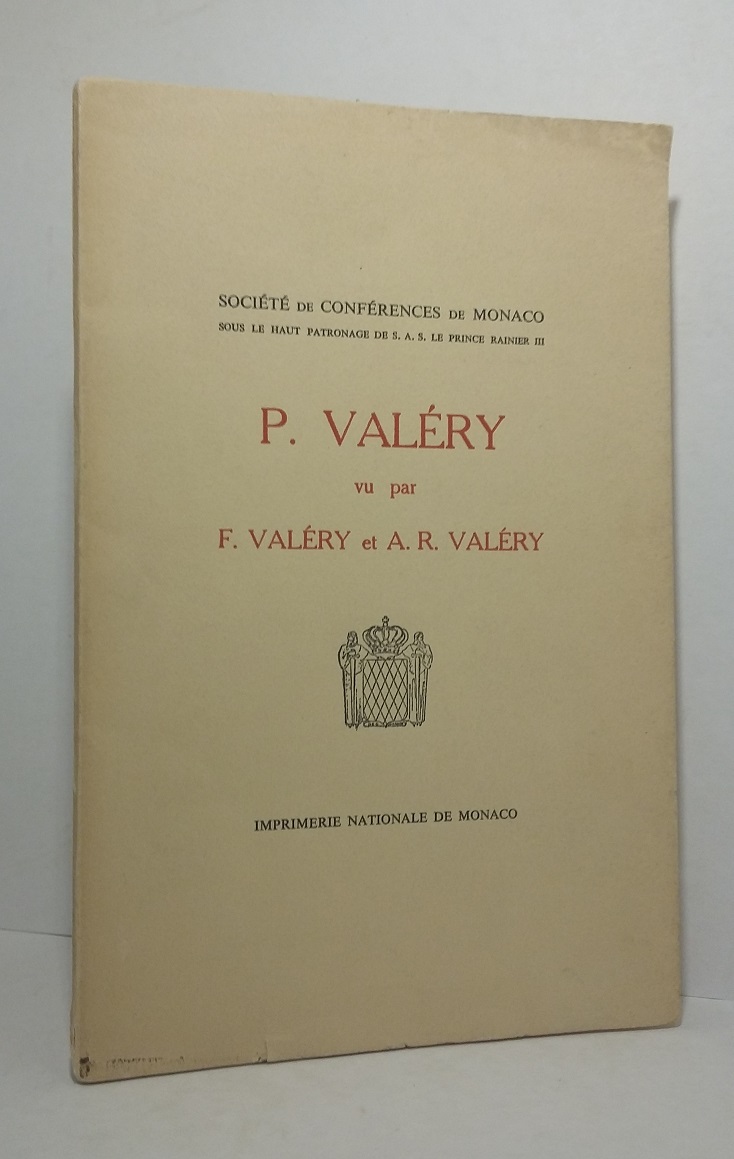 SOCIÉTÉ DE CONFÉRENCES DE MONACO
SOUS LE HAUT PATRONAGE DE S. A. S. LE PRINCE RAINIER III
P. VALÉRY
vu par
F. VALÉRY et A. R. VALÉRY
IMPRIMERIE NATIONALE DE MONACO